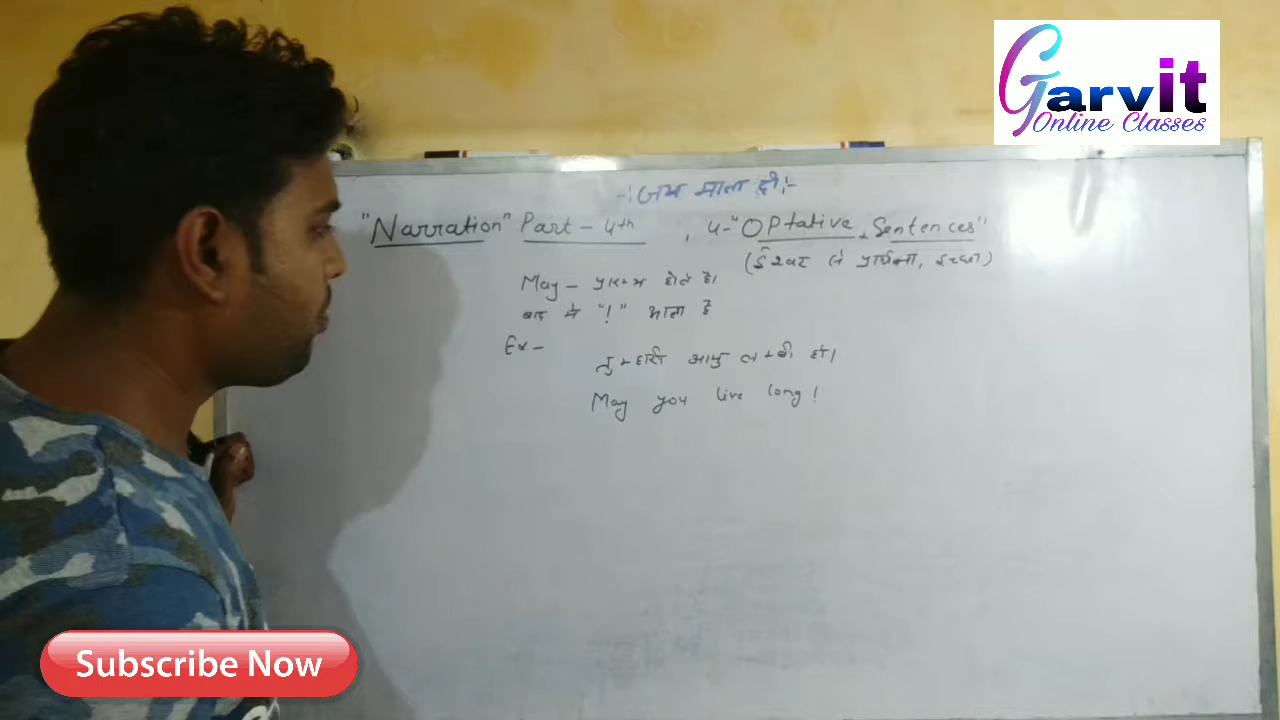 Garvit
Online Classes
-: जय माता दी :-
"Narration" Part - 4th , 4- "Optative Sentences"
(ईश्वर से प्रार्थना, इच्छा)
May - प्रारम्भ होते है।
बाद मे "!" आता है
Ex-
तुम्हारी आयु लम्बी हो।
May you live long!
Subscribe Now